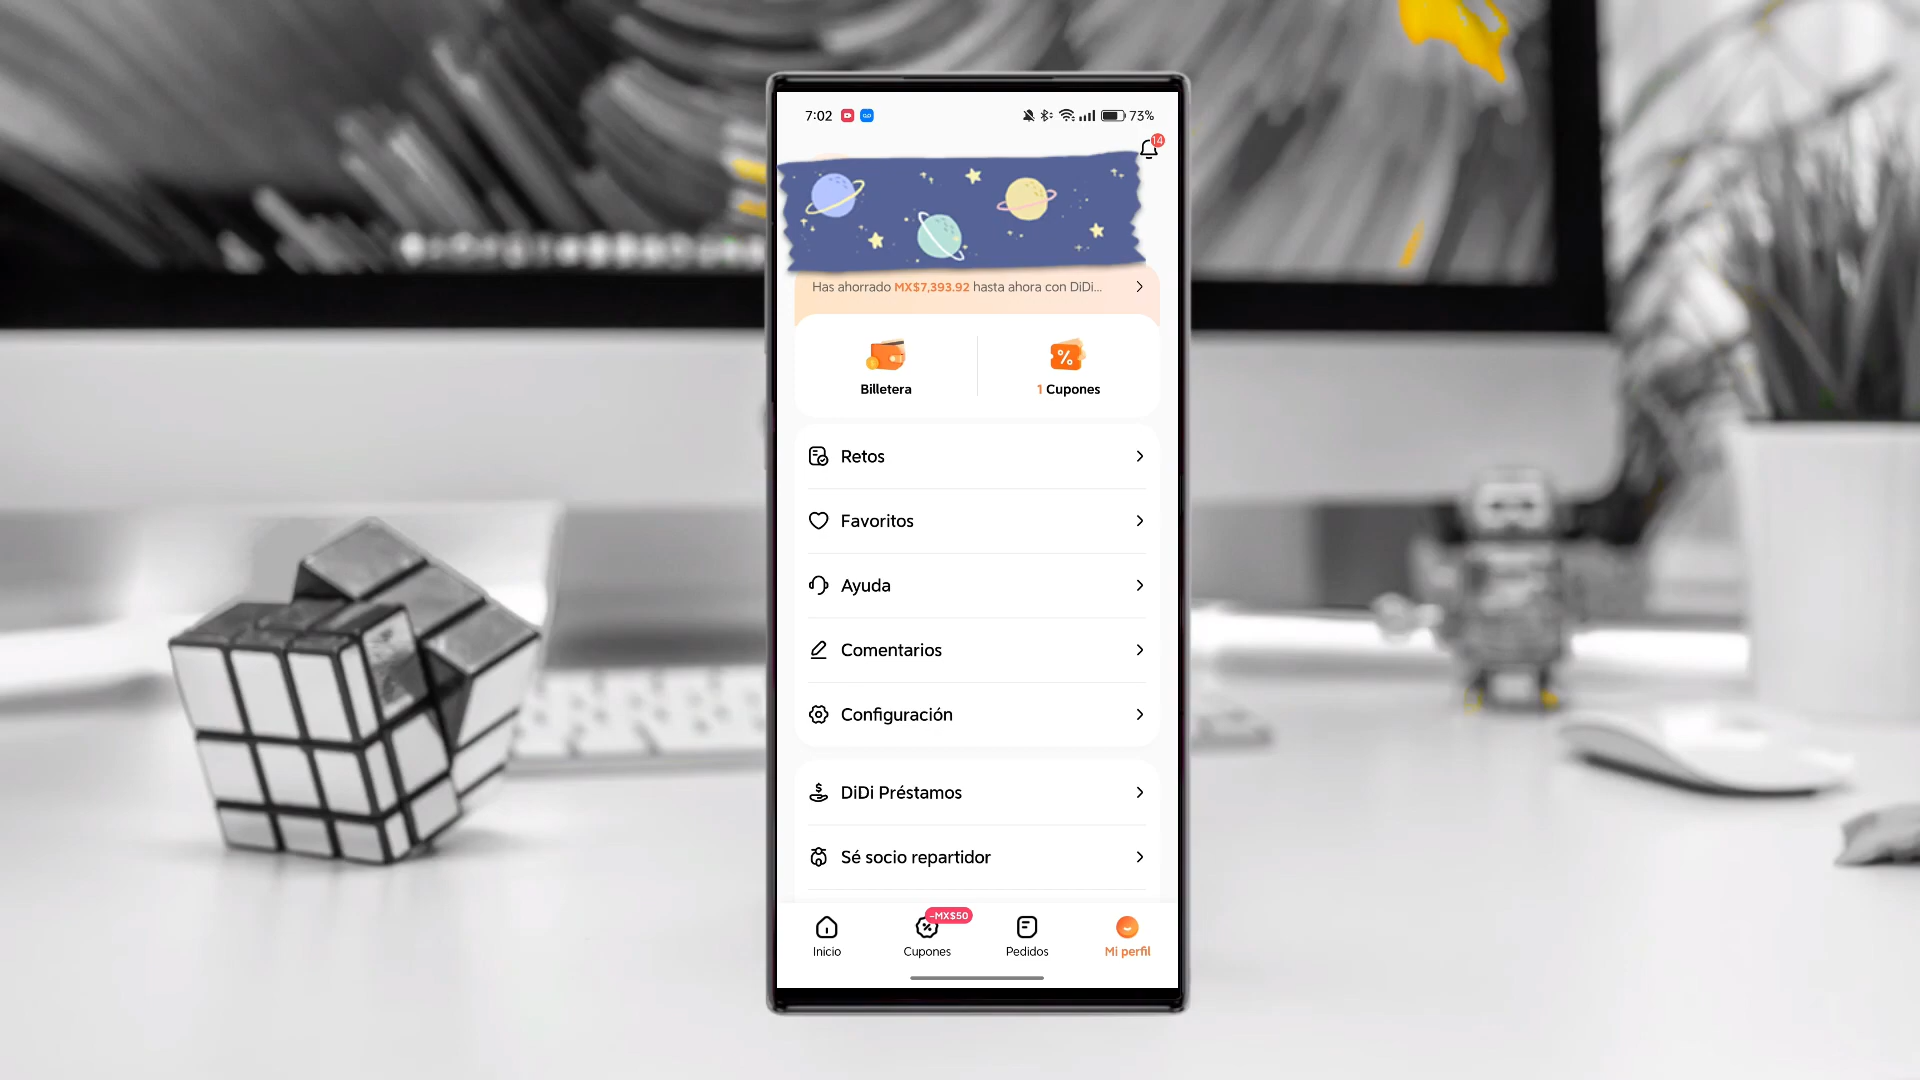 7:02
73%
14
Has ahorrado MX$7,393.92 hasta ahora con DiDi...
Billetera
1 Cupones
Retos
Favoritos
Ayuda
Comentarios
Configuración
DiDi Préstamos
Sé socio repartidor
-MX$50
Inicio
Cupones
Pedidos
Mi perfil